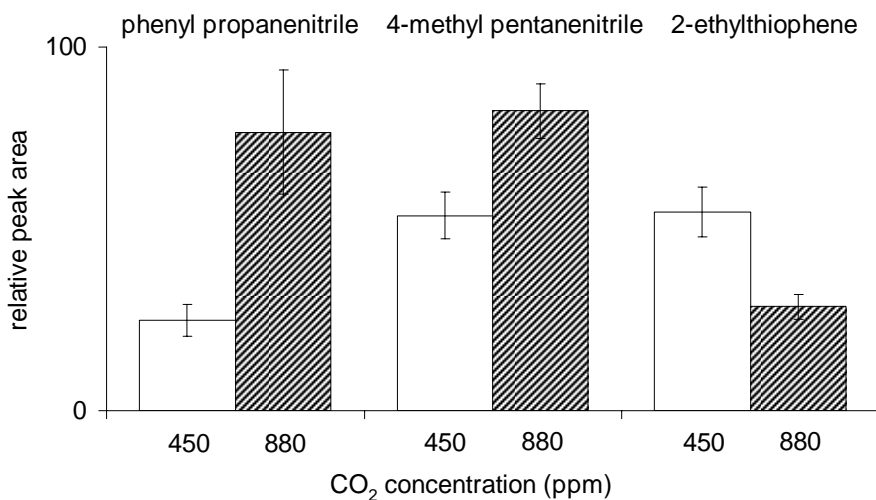 phenyl propanenitrile 4-methyl pentanenitrile 2-ethylthiophene
100
relative peak area
0
450 880 450 880 450 880
CO₂ concentration (ppm)